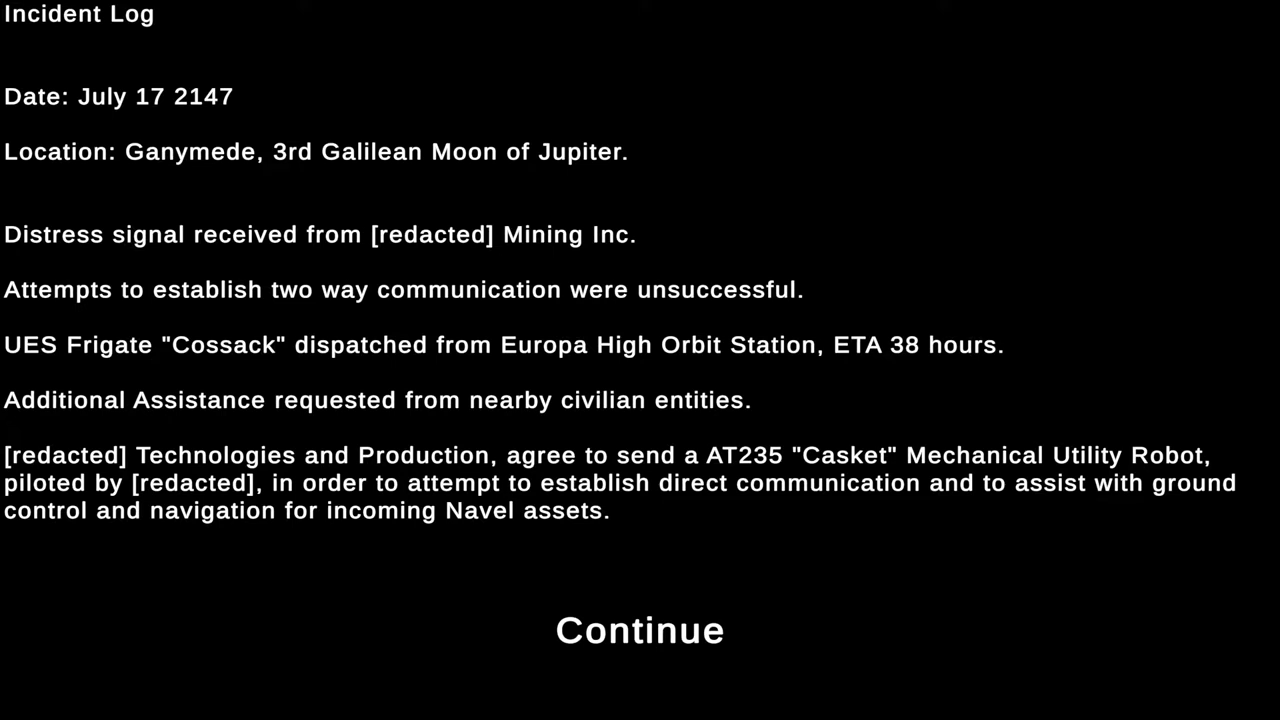 Incident Log
Date: July 17 2147
Location: Ganymede, 3rd Galilean Moon of Jupiter.
Distress signal received from [redacted] Mining Inc.
Attempts to establish two way communication were unsuccessful.
UES Frigate "Cossack" dispatched from Europa High Orbit Station, ETA 38 hours.
Additional Assistance requested from nearby civilian entities.
[redacted] Technologies and Production, agree to send a AT235 "Casket" Mechanical Utility Robot,
piloted by [redacted], in order to attempt to establish direct communication and to assist with ground
control and navigation for incoming Navel assets.
Continue